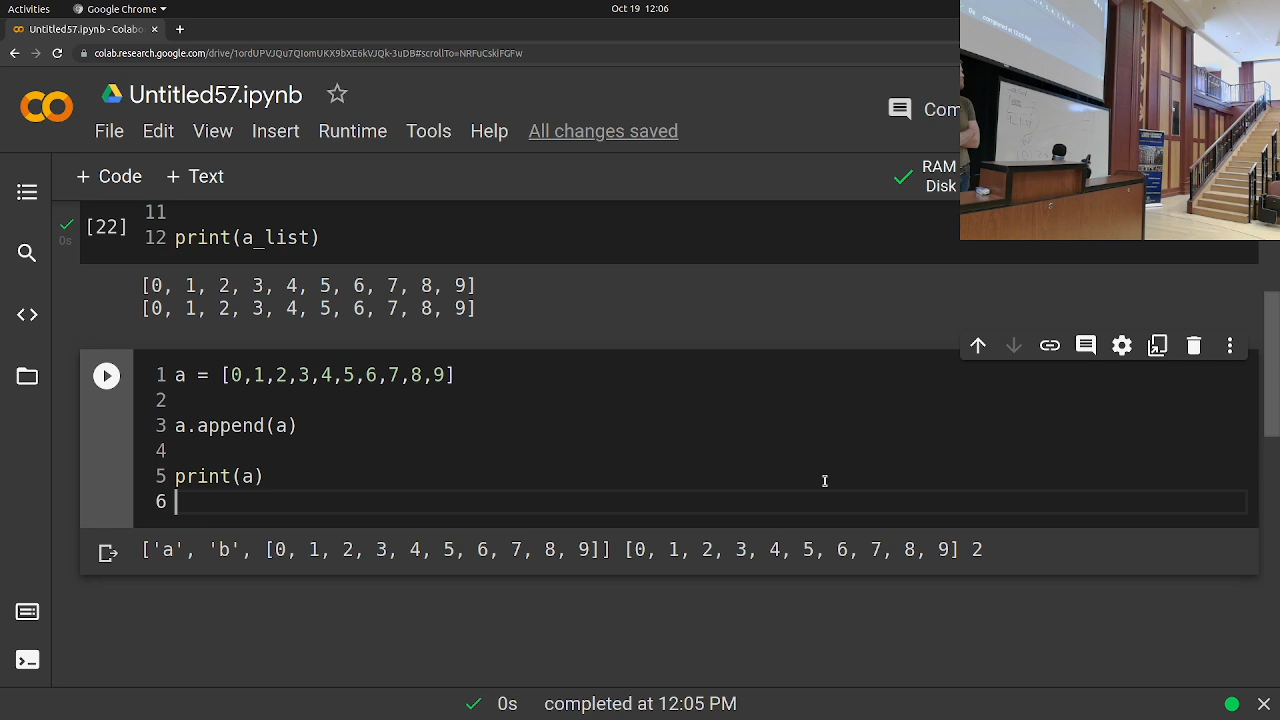 Activities
Google Chrome
Oct 19 12:06
Untitled57.ipynb - Colabo
colab.research.google.com/drive/1ordUPVJQu7QIomUKX9bXE6kVJQk-3uDB#scrollTo=NRFuCskiFGFw
Untitled57.ipynb
File Edit View Insert Runtime Tools Help All changes saved
Com
+ Code + Text
RAM
Disk
[22]
0s
11
12 print(a_list)
[0, 1, 2, 3, 4, 5, 6, 7, 8, 9]
[0, 1, 2, 3, 4, 5, 6, 7, 8, 9]
1 a = [0,1,2,3,4,5,6,7,8,9]
2
3 a.append(a)
4
5 print(a)
6
['a', 'b', [0, 1, 2, 3, 4, 5, 6, 7, 8, 9]] [0, 1, 2, 3, 4, 5, 6, 7, 8, 9] 2
0s completed at 12:05 PM